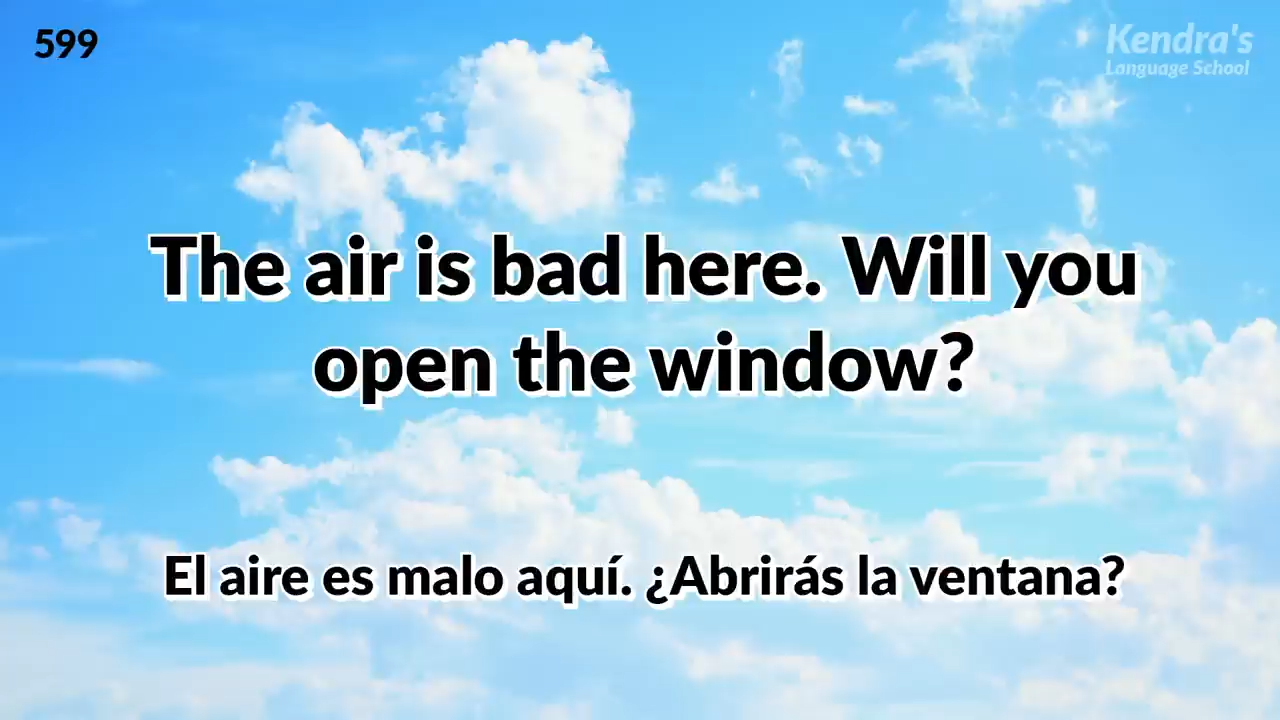 599
Kendra's
Language School
The air is bad here. Will you
open the window?
El aire es malo aquí. ¿Abrirás la ventana?